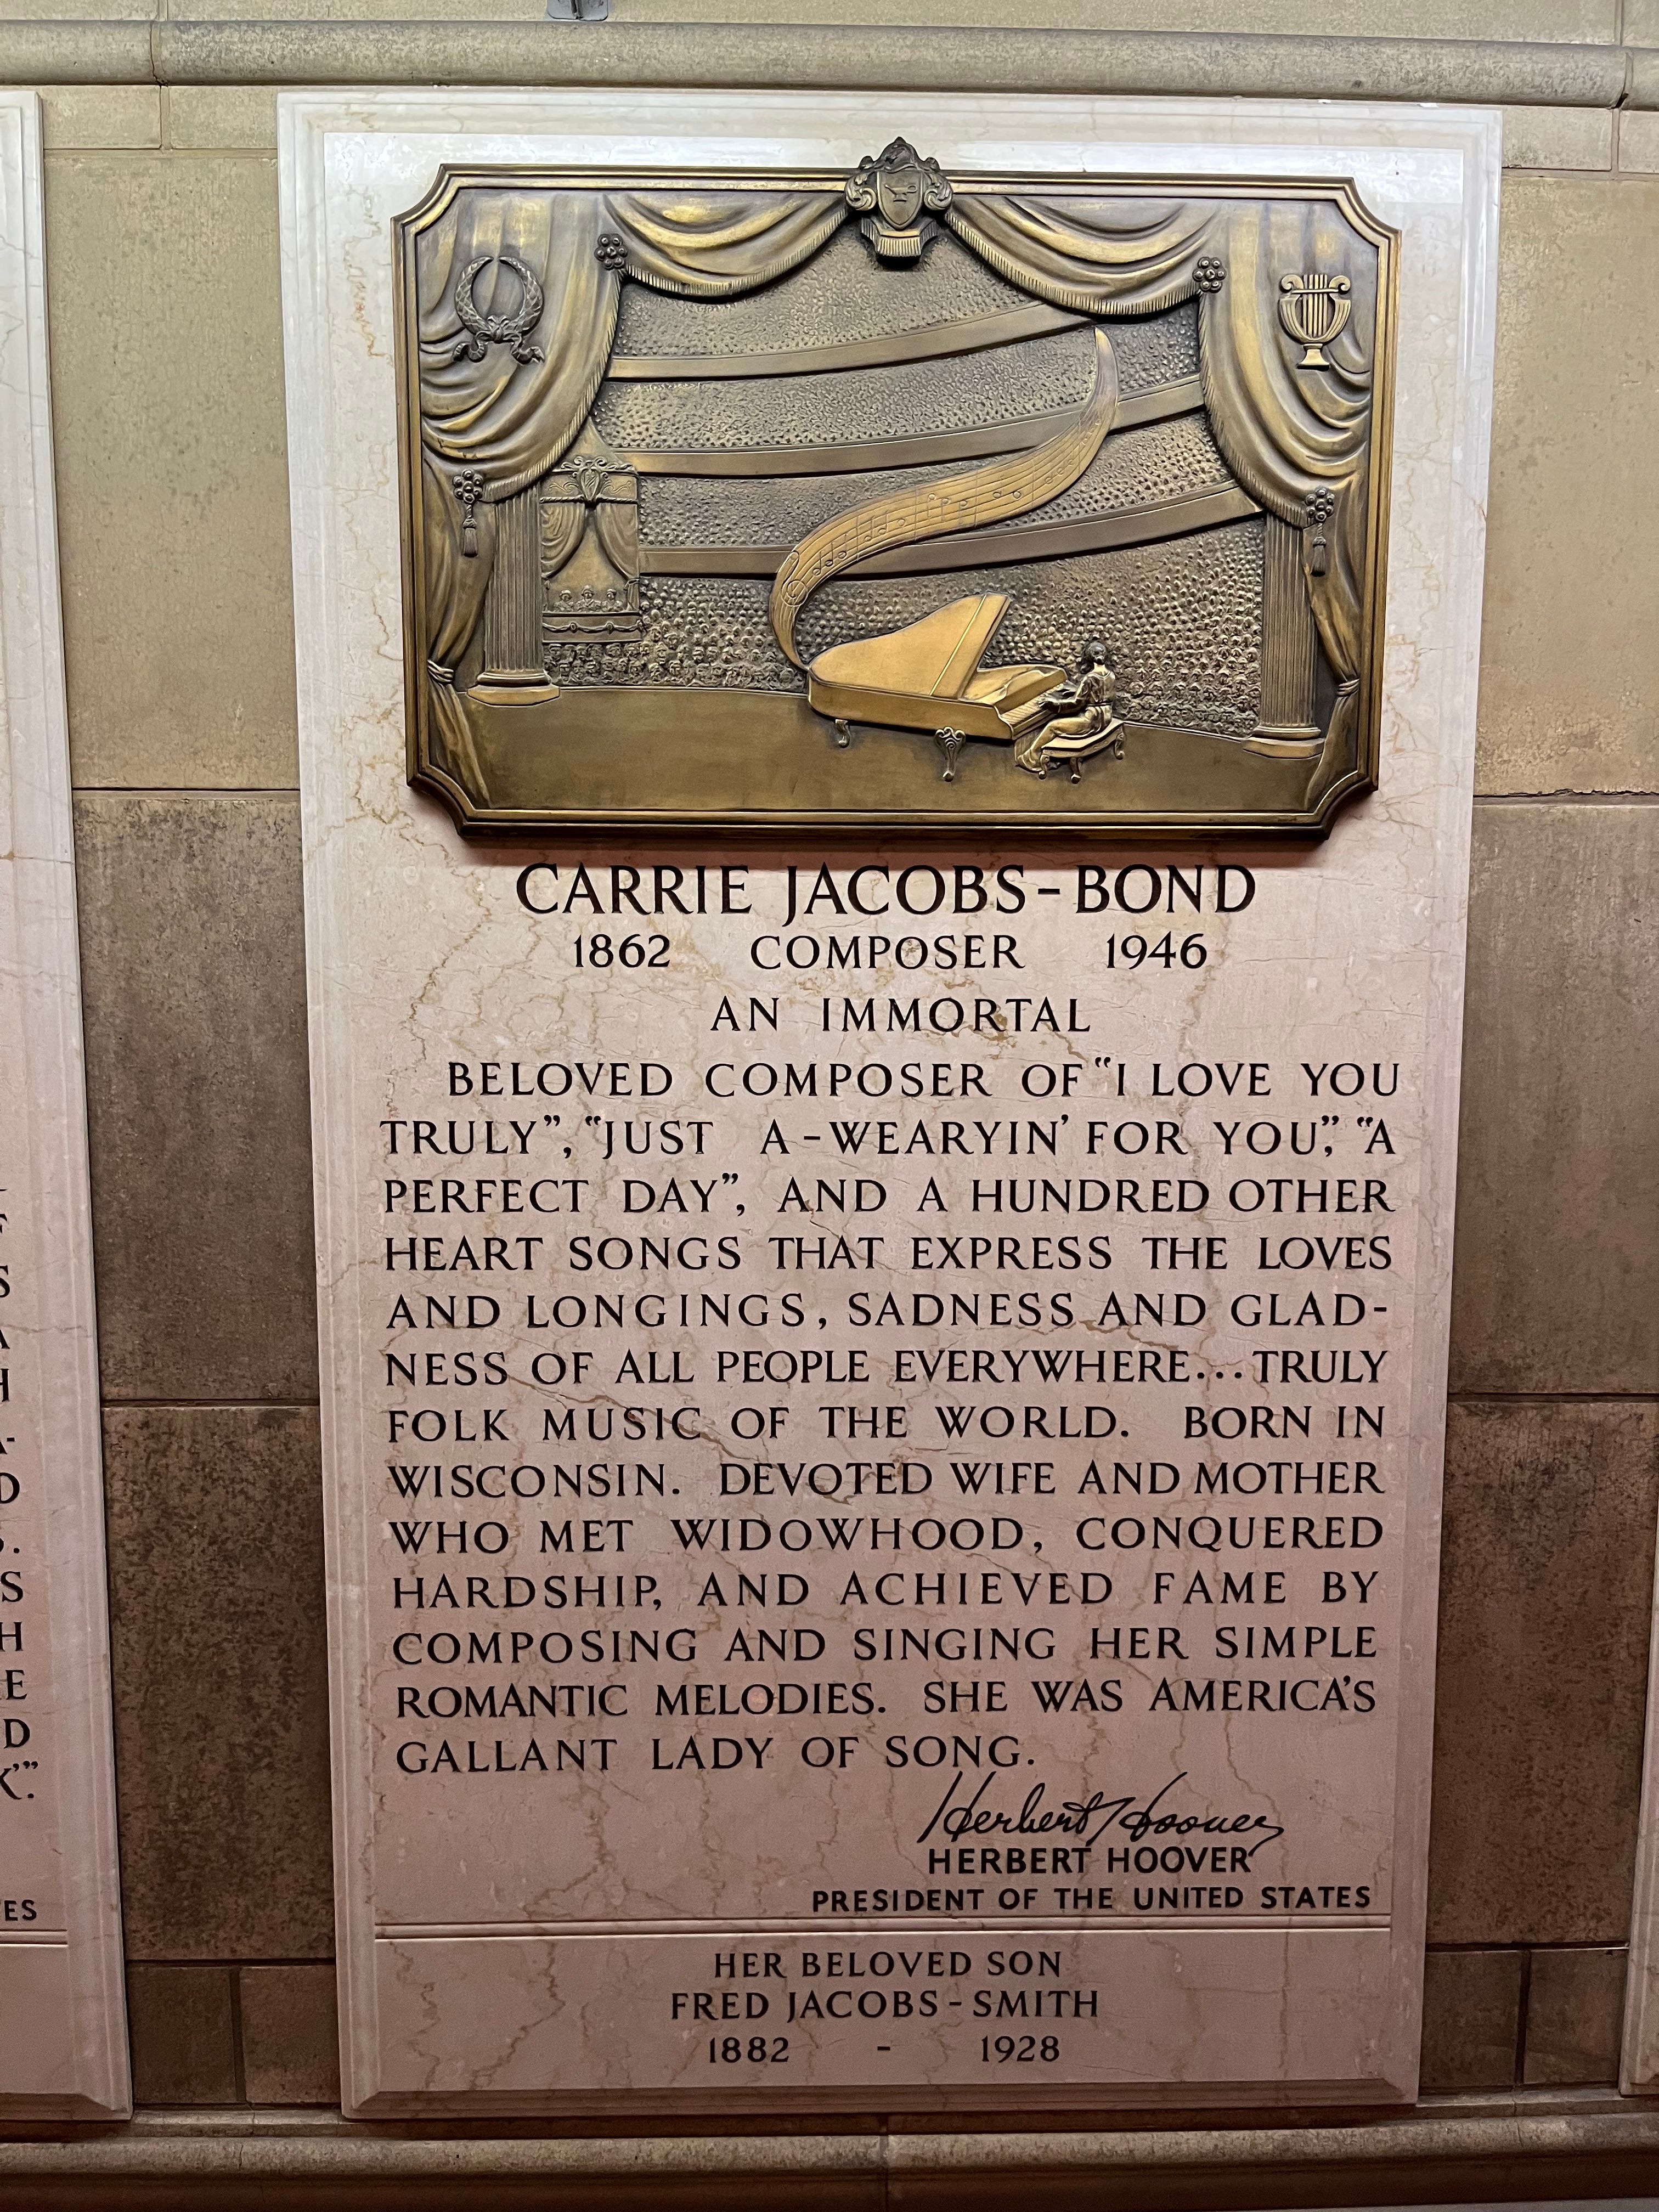 CARRIE JACOBS-BOND
1862 COMPOSER 1946
AN IMMORTAL
BELOVED COMPOSER OF "I LOVE YOU
TRULY", "JUST A-WEARYIN' FOR YOU", "A
PERFECT DAY", AND A HUNDRED OTHER
HEART SONGS THAT EXPRESS THE LOVES
AND LONGINGS, SADNESS AND GLAD-
NESS OF ALL PEOPLE EVERYWHERE...TRULY
FOLK MUSIC OF THE WORLD. BORN IN
WISCONSIN. DEVOTED WIFE AND MOTHER
WHO MET WIDOWHOOD, CONQUERED
HARDSHIP, AND ACHIEVED FAME BY
COMPOSING AND SINGING HER SIMPLE
ROMANTIC MELODIES. SHE WAS AMERICA'S
GALLANT LADY OF SONG.
Herbert Hoover
HERBERT HOOVER
PRESIDENT OF THE UNITED STATES
HER BELOVED SON
FRED JACOBS-SMITH
1882 - 1928